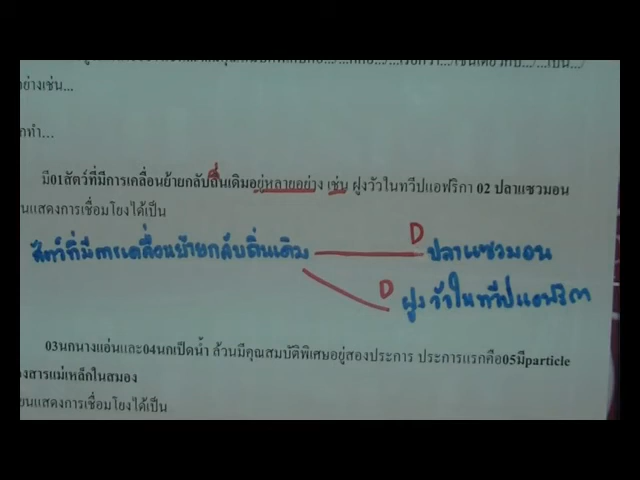 างเช่น...
กทำ...
มี01สัตว์ที่มีการเคลื่อนย้ายกลับถิ่นเดิมอยู่หลายอย่าง เช่น ฝูงวัวในทวีปแอฟริกา 02 ปลาแซวมอน
นแสดงการเชื่อมโยงได้เป็น
สัตว์ที่มีการเคลื่อนย้ายกลับถิ่นเดิม D ปลาแซวมอน
D ฝูงวัวในทวีปแอฟริกา
03นกนางแอ่นและ04นกเป็ดน้ำ ล้วนมีคุณสมบัติพิเศษอยู่สองประการ ประการแรกคือ05มีparticle
องสารแม่เหล็กในสมอง
ยนแสดงการเชื่อมโยงได้เป็น